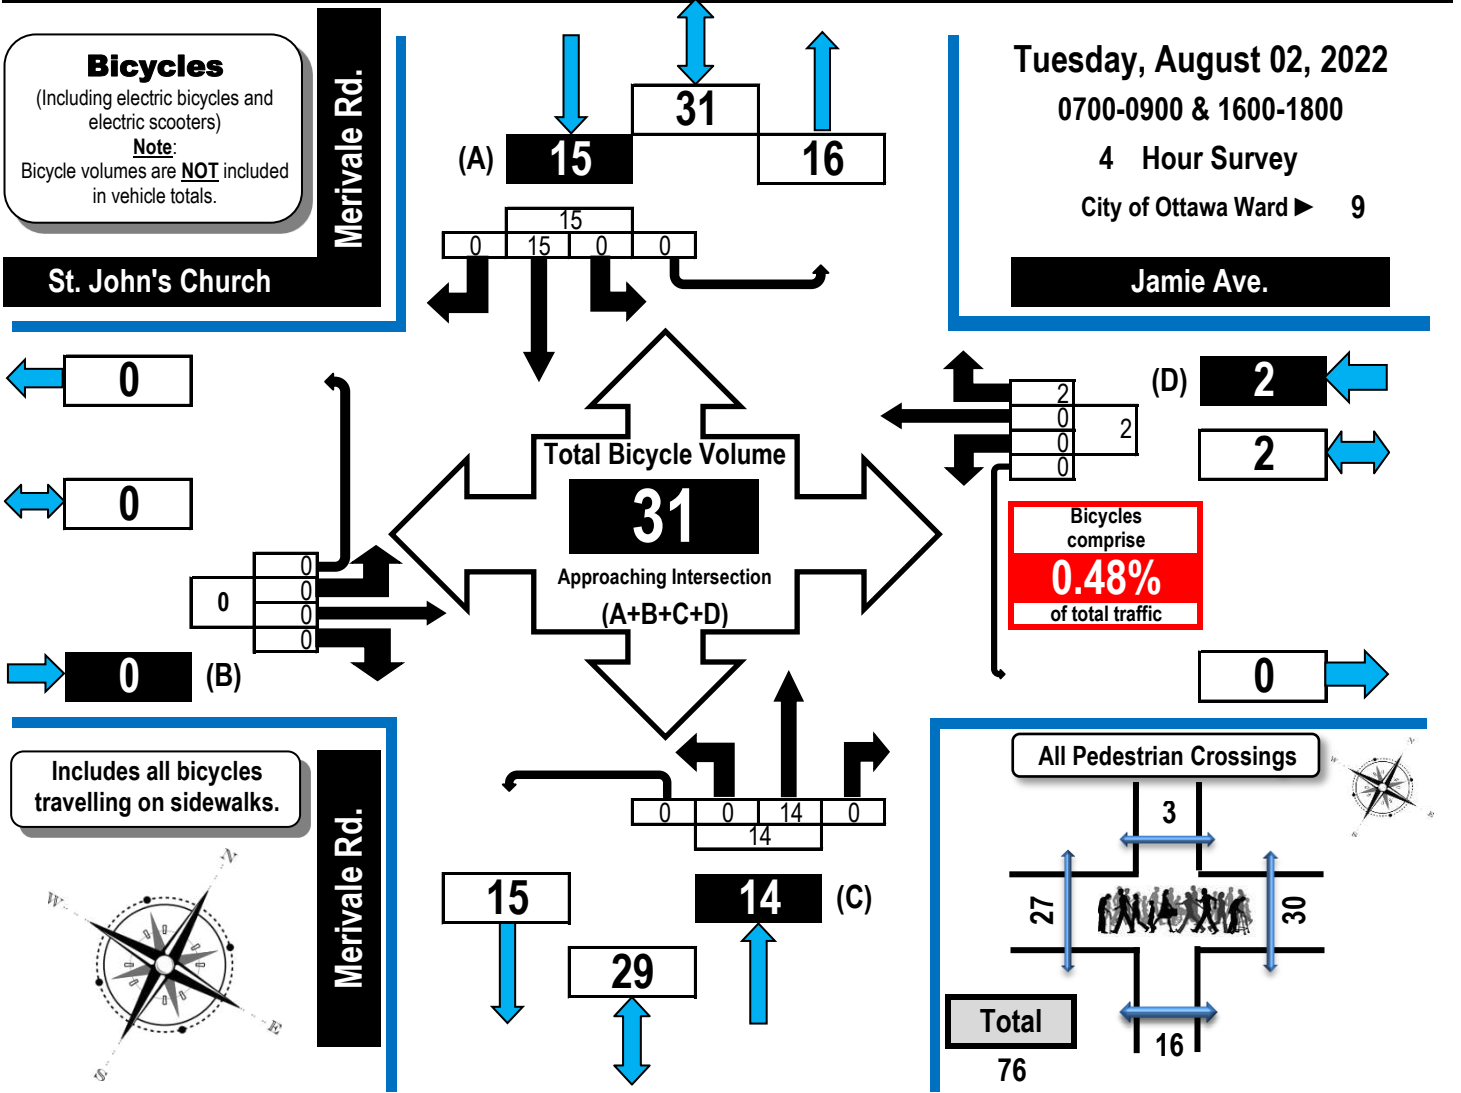 Bicycles
(Including electric bicycles and
electric scooters)
Note:
Bicycle volumes are NOT included
in vehicle totals.
Merivale Rd.
St. John's Church
31
(A)
15
16
15
0
15
0
0
Tuesday, August 02, 2022
0700-0900 & 1600-1800
4 Hour Survey
City of Ottawa Ward ► 9
Jamie Ave.
0
0
0
0
0
0
0
0
(B)
Total Bicycle Volume
31
Approaching Intersection
(A+B+C+D)
2
0
0
0
2
(D)
2
2
Bicycles
comprise
0.48%
of total traffic
0
Includes all bicycles
travelling on sidewalks.
Merivale Rd.
N
W
E
S
0
0
14
0
14
15
14
(C)
29
All Pedestrian Crossings
N
W
E
S
3
27
30
16
Total
76